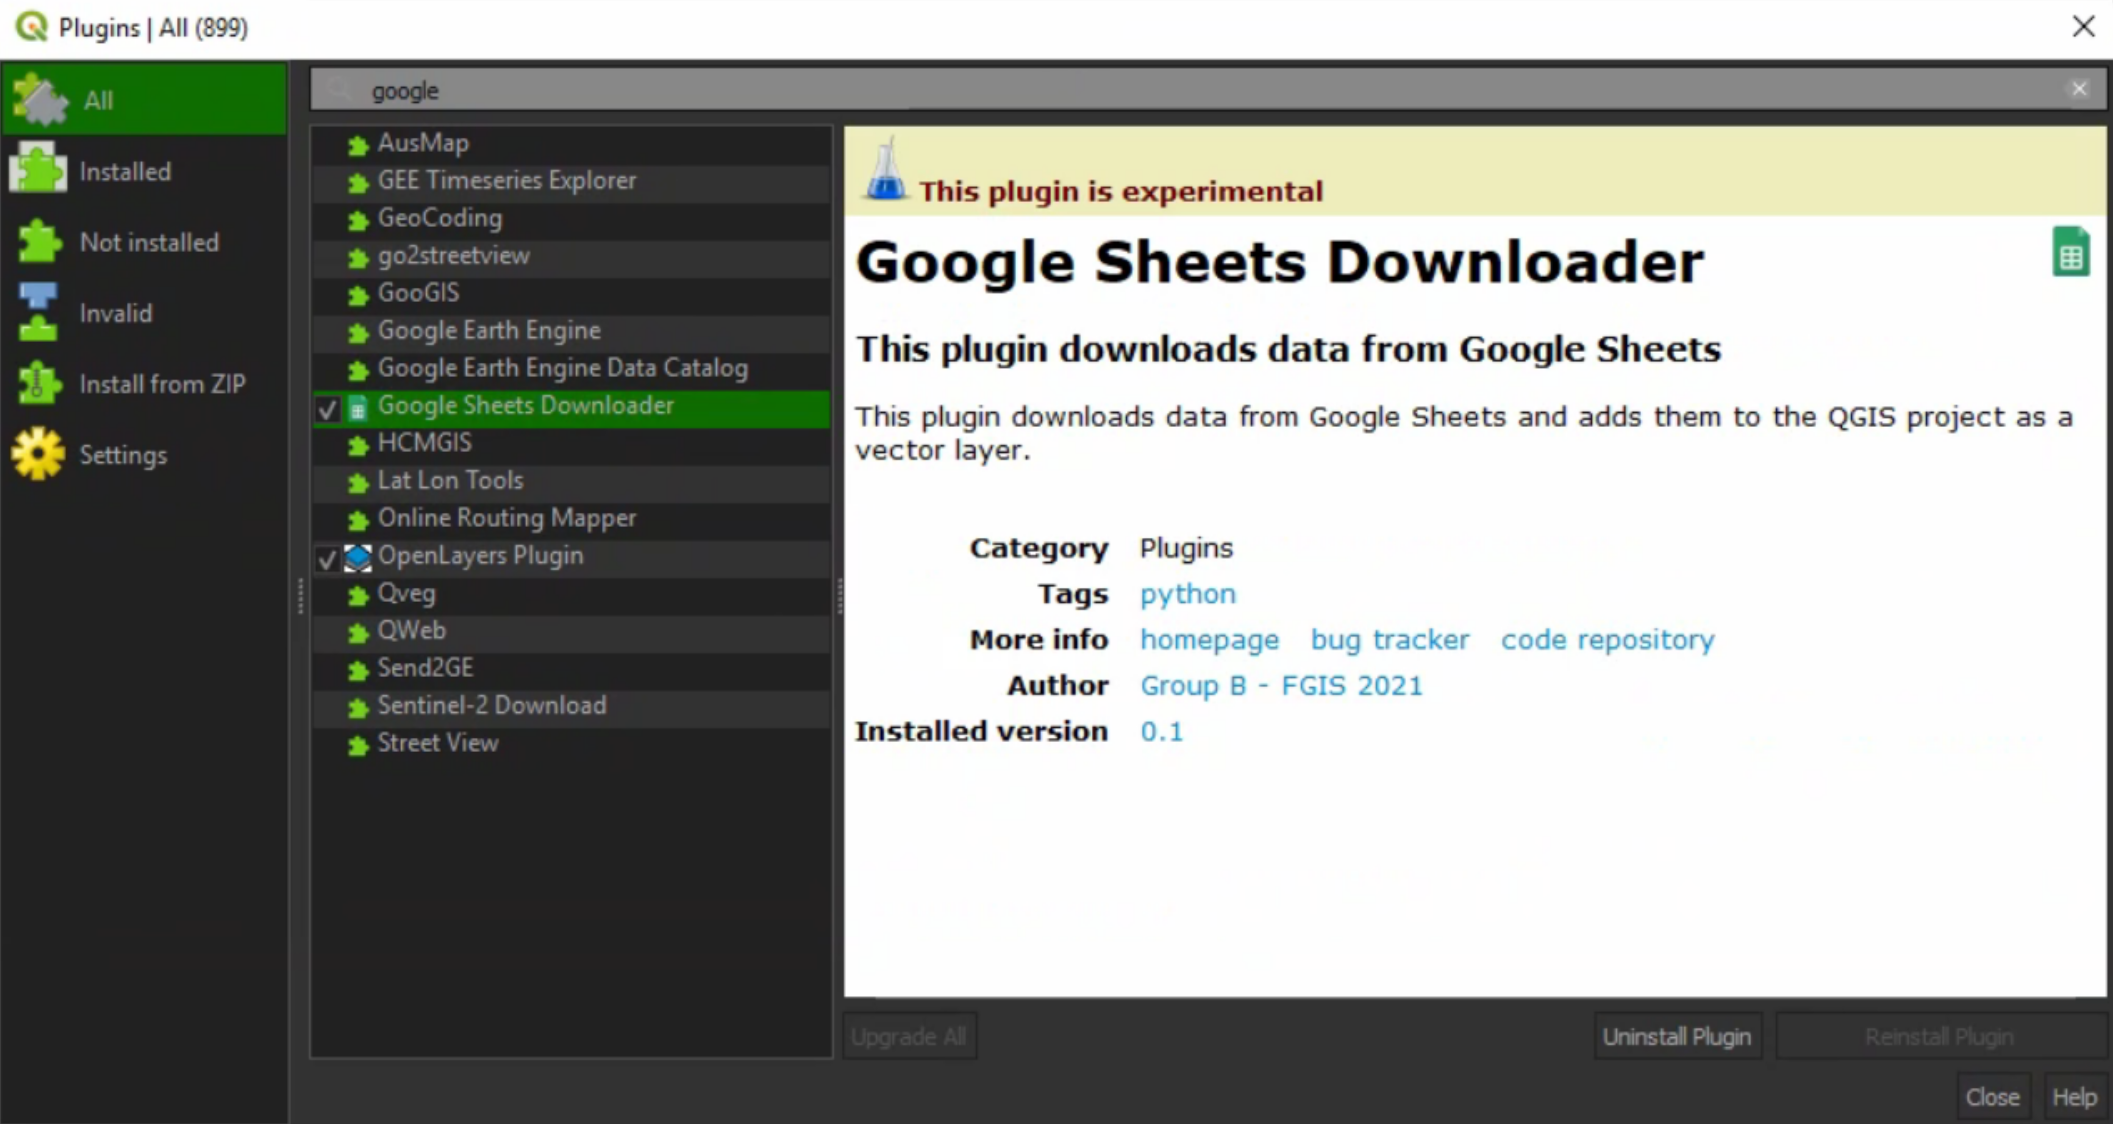 Plugins | All (899)
All
Installed
Not installed
Invalid
Install from ZIP
Settings
google
AusMap
GEE Timeseries Explorer
GeoCoding
go2streetview
GooGIS
Google Earth Engine
Google Earth Engine Data Catalog
Google Sheets Downloader
HCMGIS
Lat Lon Tools
Online Routing Mapper
OpenLayers Plugin
Qveg
QWeb
Send2GE
Sentinel-2 Download
Street View
This plugin is experimental
Google Sheets Downloader
This plugin downloads data from Google Sheets
This plugin downloads data from Google Sheets and adds them to the QGIS project as a
vector layer.
Category Plugins
Tags python
More info homepage bug tracker code repository
Author Group B - FGIS 2021
Installed version 0.1
Upgrade All
Uninstall Plugin
Reinstall Plugin
Close
Help